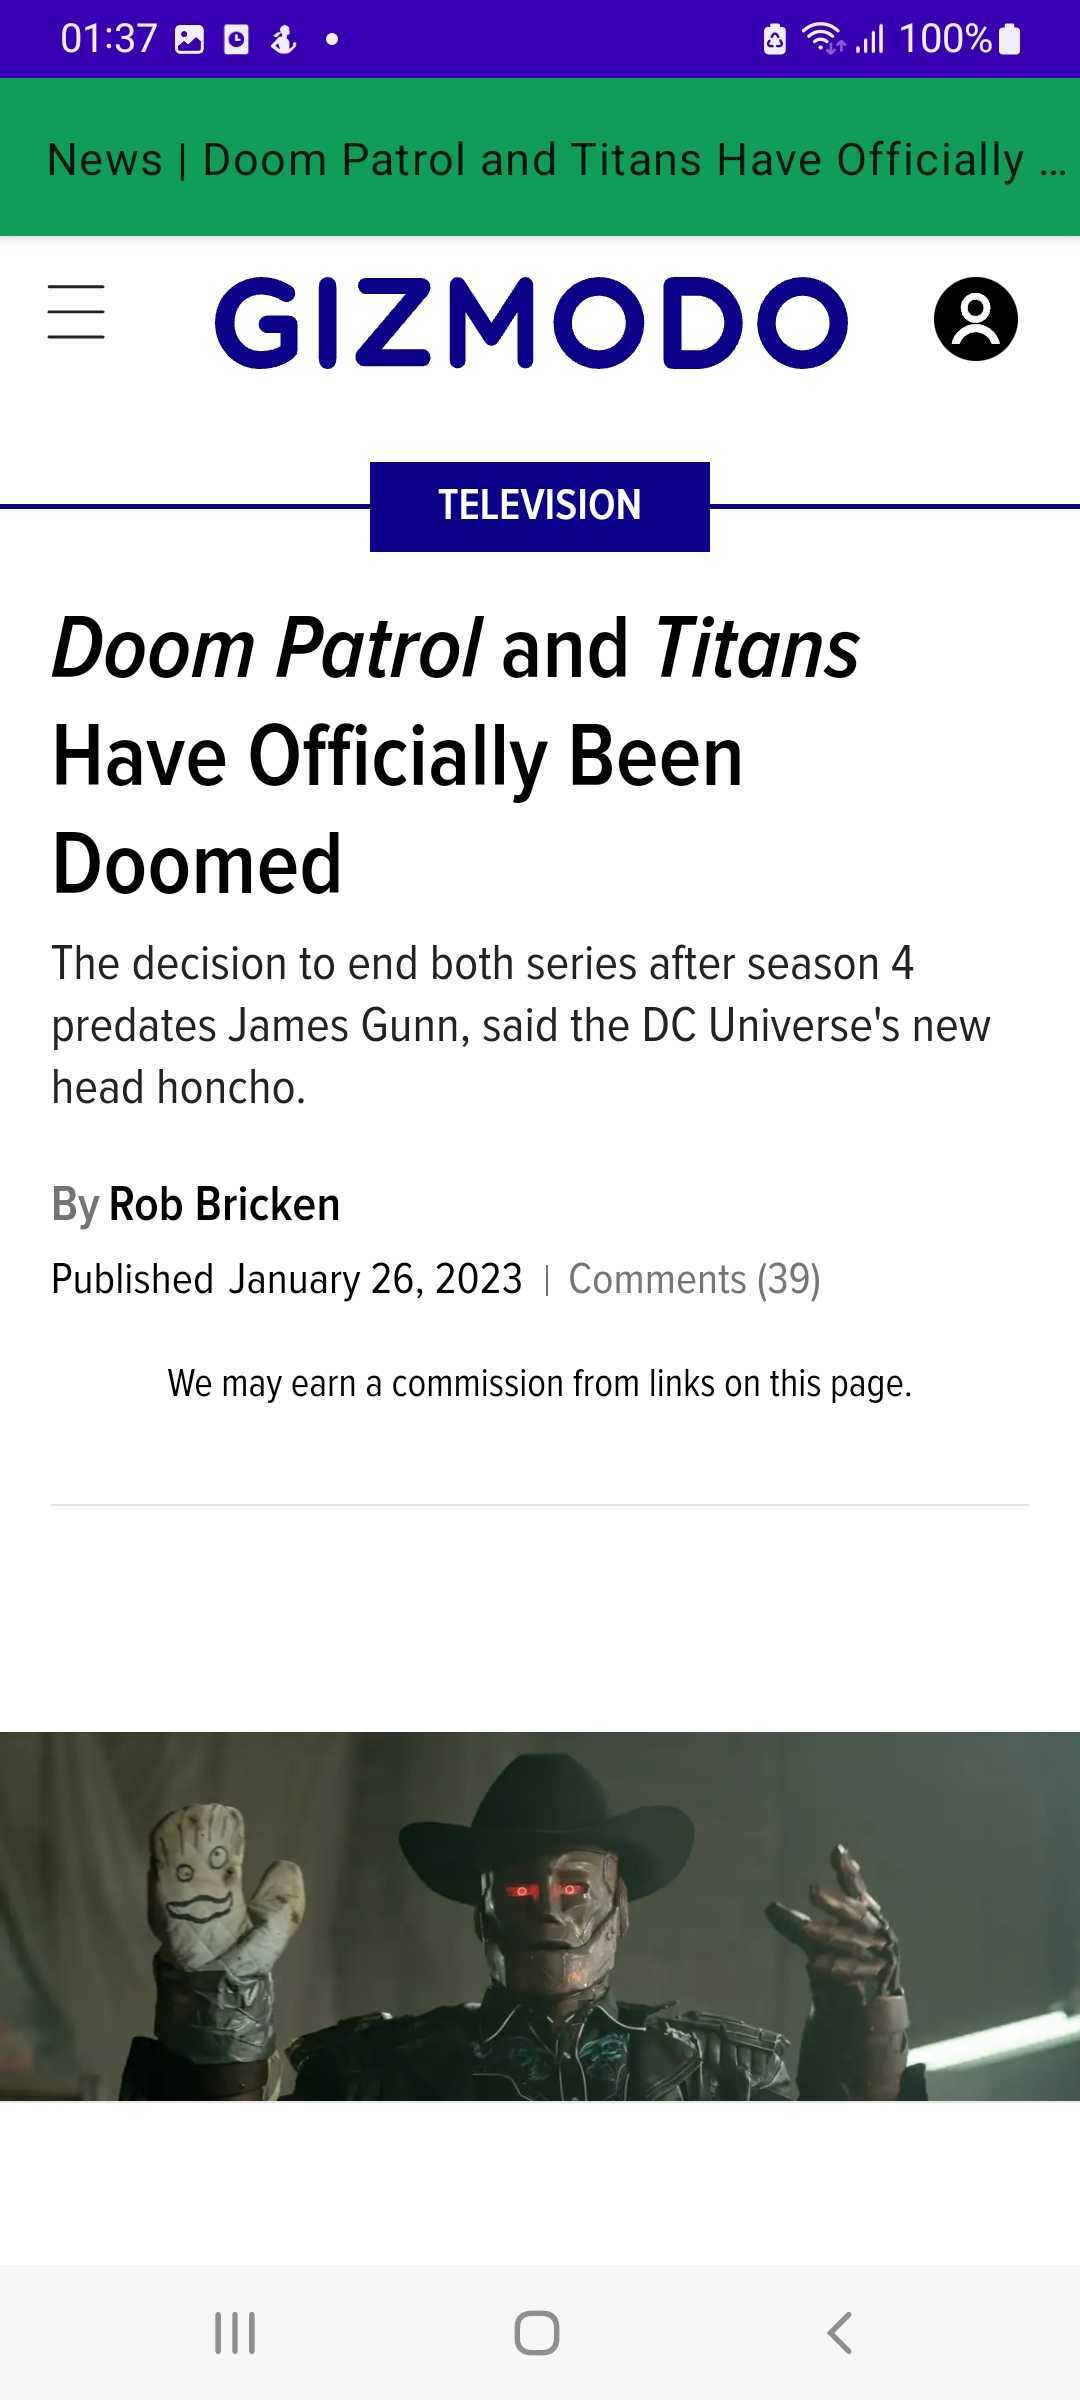 01:37 100%
News | Doom Patrol and Titans Have Officially ...
GIZMODO
TELEVISION
Doom Patrol and Titans
Have Officially Been
Doomed
The decision to end both series after season 4
predates James Gunn, said the DC Universe's new
head honcho.
By Rob Bricken
Published January 26, 2023 | Comments (39)
We may earn a commission from links on this page.